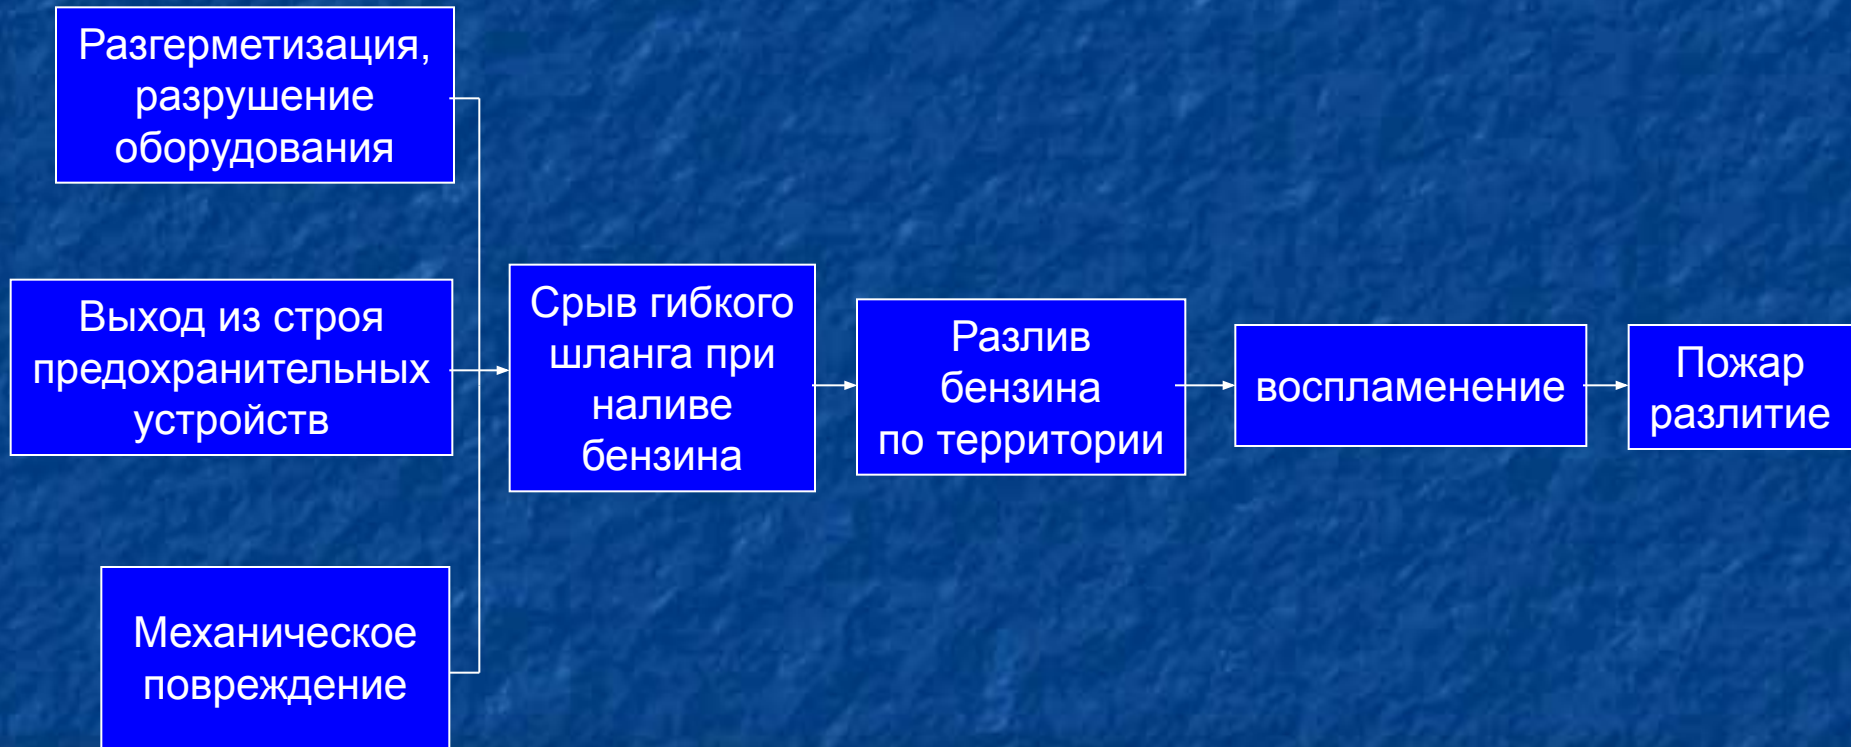 Разгерметизация,
разрушение
оборудования
Выход из строя
предохранительных
устройств
Механическое
повреждение
Срыв гибкого
шланга при
наливе
бензина
Разлив
бензина
по территории
воспламенение
Пожар
разлитие